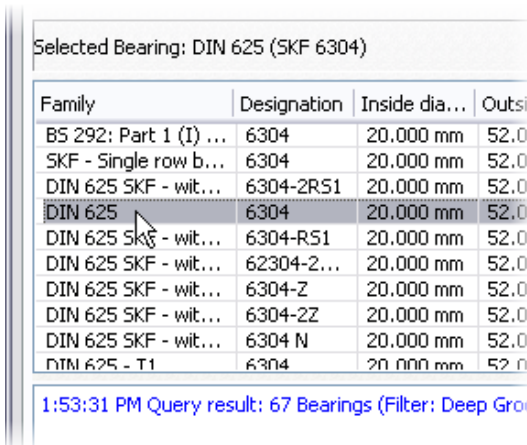 Selected Bearing: DIN 625 (SKF 6304)
Family Designation Inside dia... Outsi
BS 292: Part 1 (I) ... 6304 20.000 mm 52.0
SKF - Single row b... 6304 20.000 mm 52.0
DIN 625 SKF - wit... 6304-2RS1 20.000 mm 52.0
DIN 625 6304 20.000 mm 52.0
DIN 625 SKF - wit... 6304-RS1 20.000 mm 52.0
DIN 625 SKF - wit... 62304-2... 20.000 mm 52.0
DIN 625 SKF - wit... 6304-Z 20.000 mm 52.0
DIN 625 SKF - wit... 6304-2Z 20.000 mm 52.0
DIN 625 SKF - wit... 6304 N 20.000 mm 52.0
DIN 625 - T1 6304 20.000 mm 52.0
1:53:31 PM Query result: 67 Bearings (Filter: Deep Groo